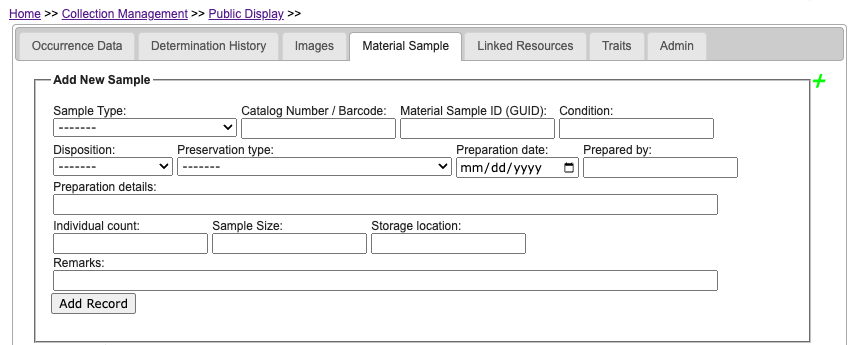 Home >> Collection Management >> Public Display >>
Occurrence Data Determination History Images Material Sample Linked Resources Traits Admin
Add New Sample
Sample Type: Catalog Number / Barcode: Material Sample ID (GUID): Condition:
-------
Disposition: Preservation type: Preparation date: Prepared by:
------- ------- mm/dd/yyyy
Preparation details:
Individual count: Sample Size: Storage location:
Remarks:
Add Record